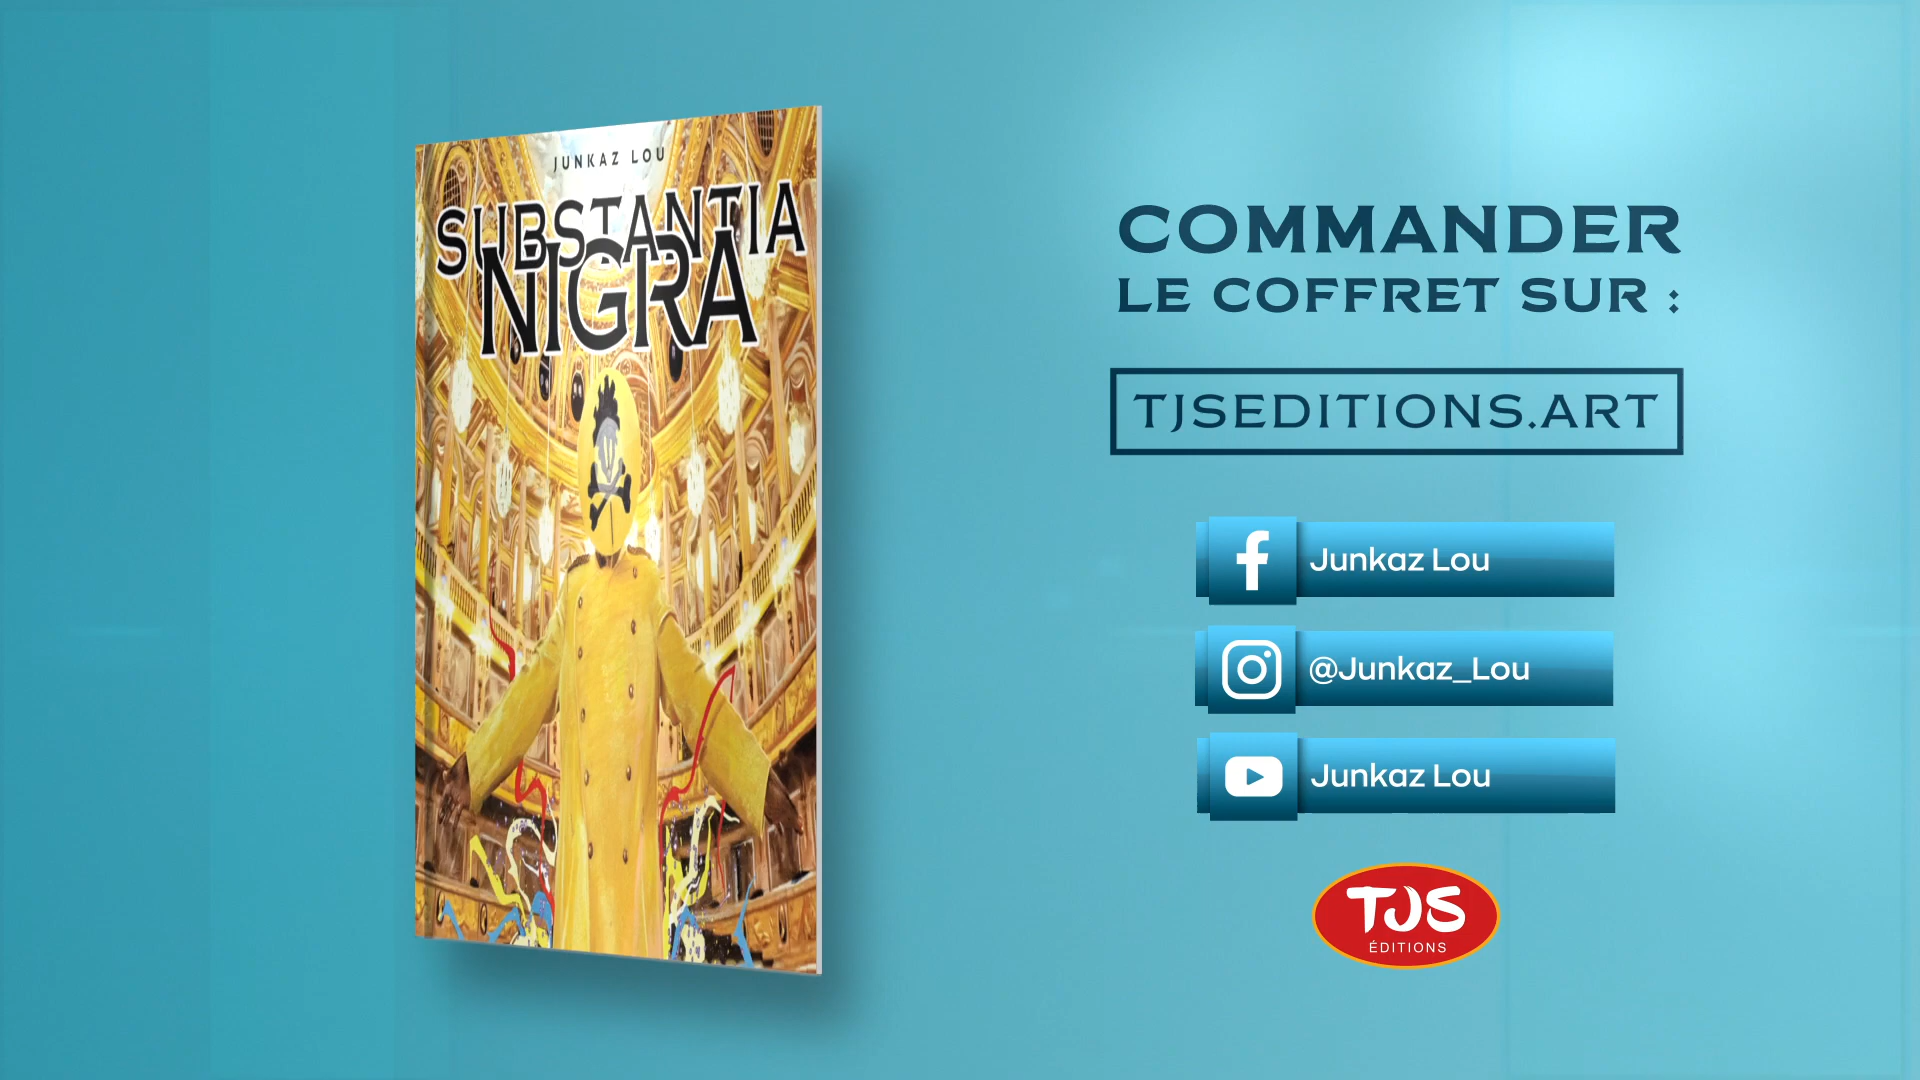 JUNKAZ LOU
SUBSTANTIA
NIGRA
COMMANDER
LE COFFRET SUR :
TJSEDITIONS.ART
Junkaz Lou
@Junkaz_Lou
Junkaz Lou
TJS
ÉDITIONS